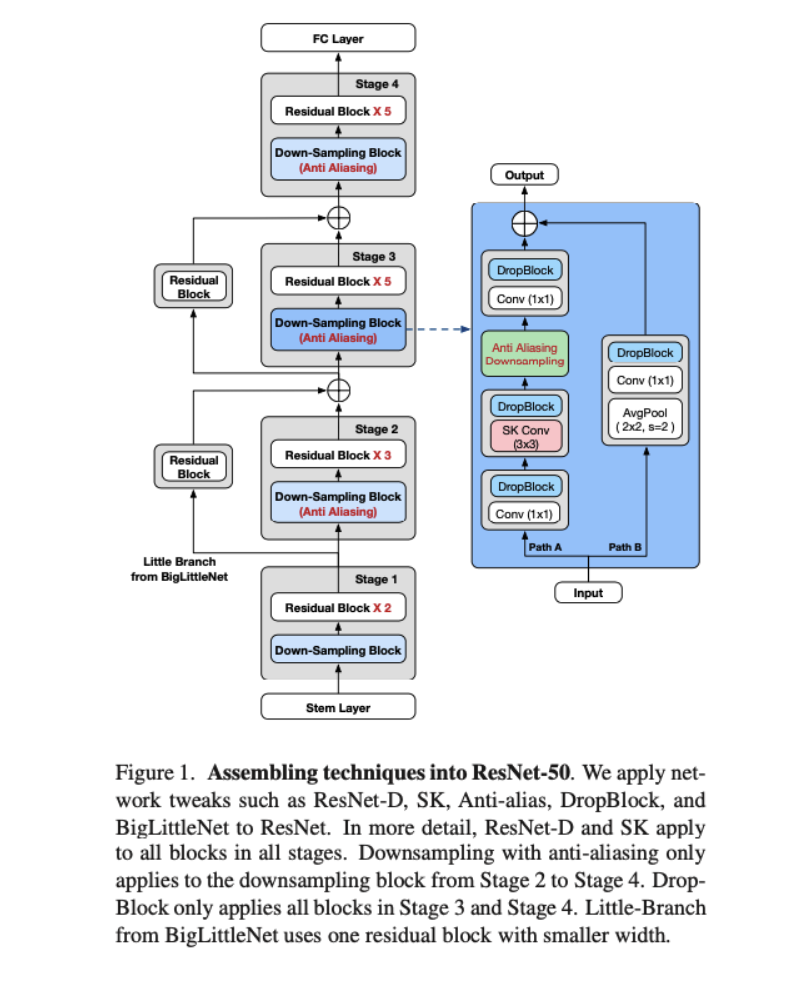 FC Layer
Stage 4
Residual Block X 5
Down-Sampling Block
(Anti Aliasing)
Stage 3
Residual Block X 5
Down-Sampling Block
(Anti Aliasing)
Residual
Block
Stage 2
Residual Block X 3
Down-Sampling Block
(Anti Aliasing)
Residual
Block
Little Branch
from BigLittleNet
Stage 1
Residual Block X 2
Down-Sampling Block
Stem Layer
Output
DropBlock
Conv (1x1)
Anti Aliasing
Downsampling
DropBlock
SK Conv
(3x3)
DropBlock
Conv (1x1)
Path A
DropBlock
Conv (1x1)
AvgPool
( 2x2, s=2 )
Path B
Input
Figure 1. Assembling techniques into ResNet-50. We apply net-
work tweaks such as ResNet-D, SK, Anti-alias, DropBlock, and
BigLittleNet to ResNet. In more detail, ResNet-D and SK apply
to all blocks in all stages. Downsampling with anti-aliasing only
applies to the downsampling block from Stage 2 to Stage 4. Drop-
Block only applies all blocks in Stage 3 and Stage 4. Little-Branch
from BigLittleNet uses one residual block with smaller width.